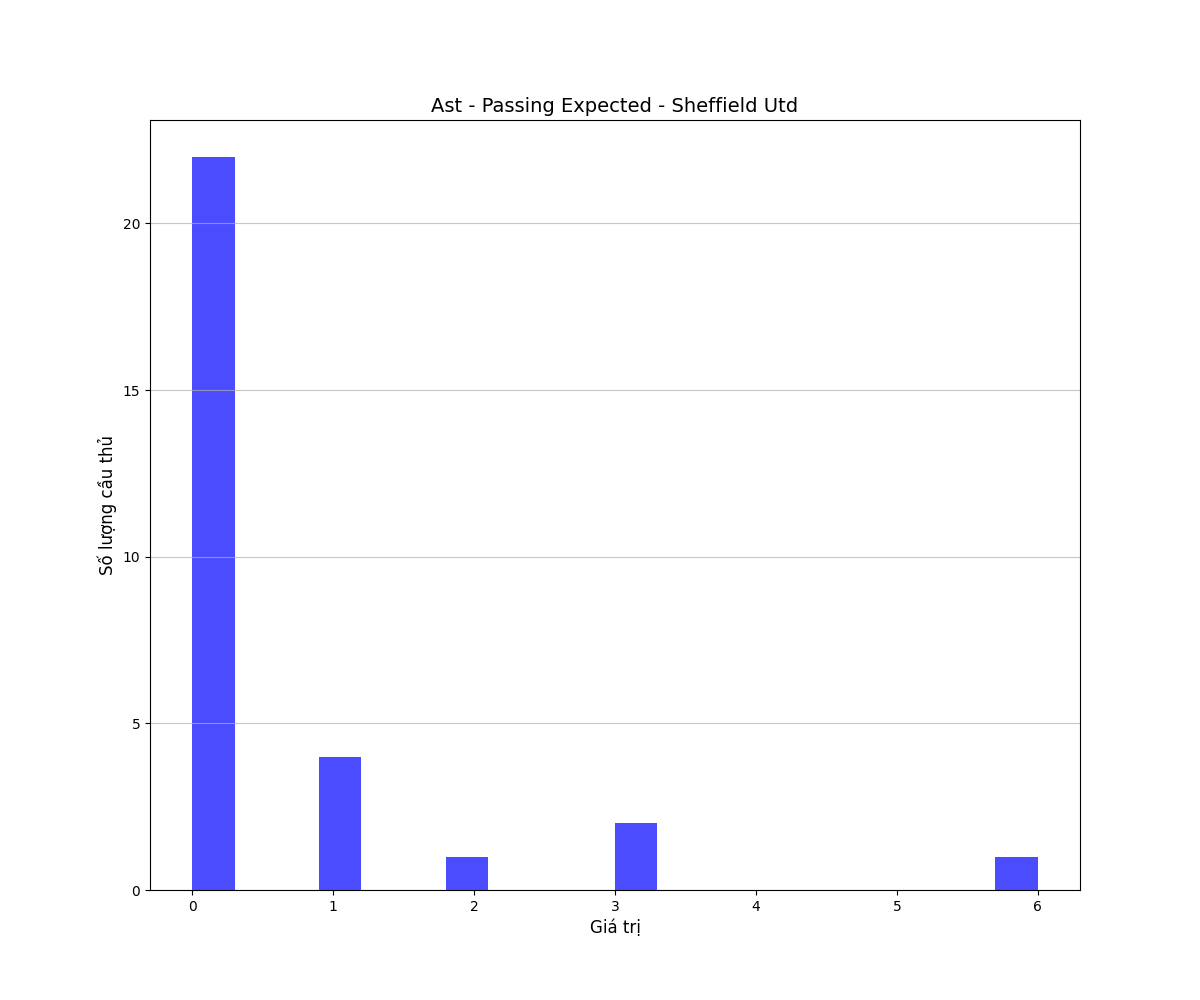 Ast - Passing Expected - Sheffield Utd
20
15
10
5
0
Số lượng cầu thủ
0 1 2 3 4 5 6
Giá trị